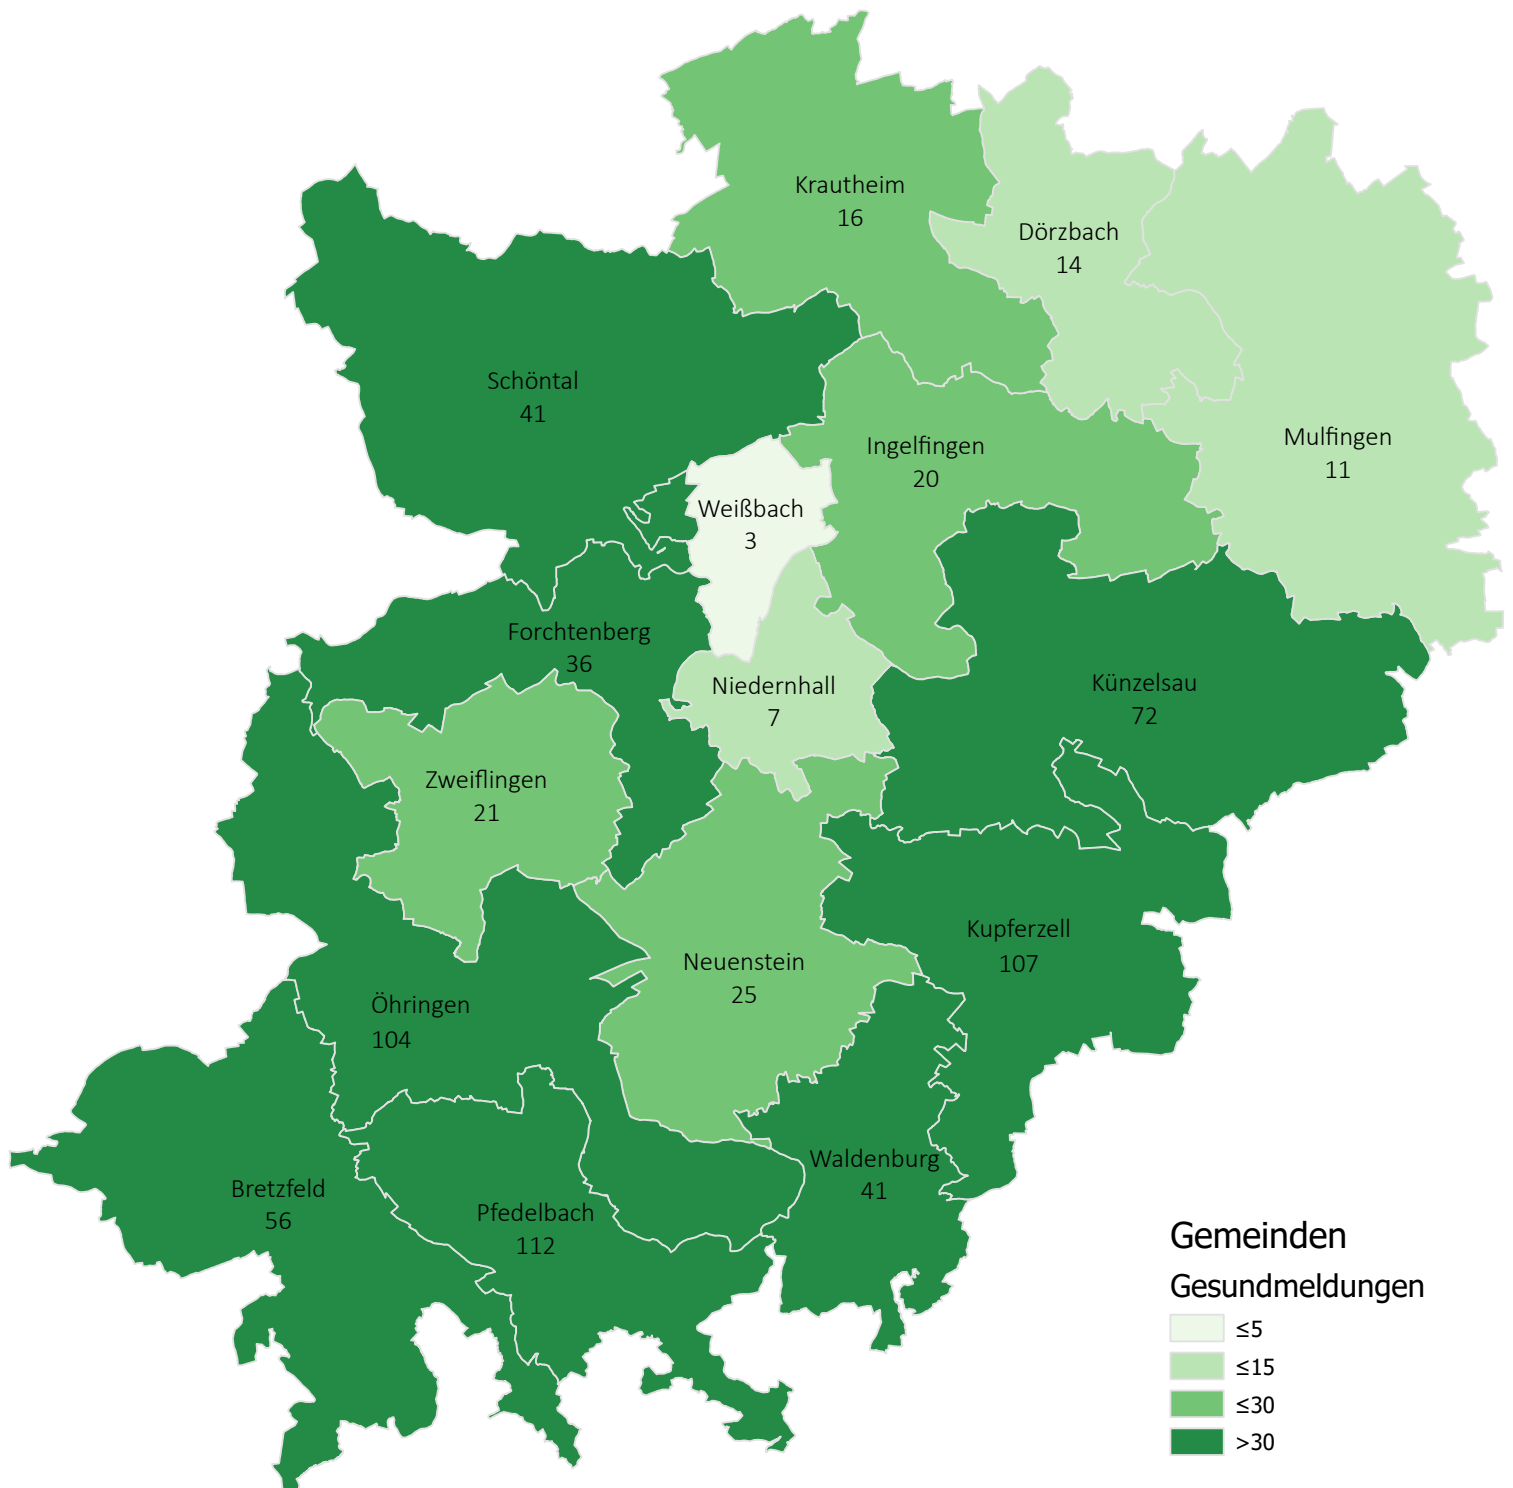 Krautheim
16
Dörzbach
14
Schöntal
41
Mulfingen
11
Ingelfingen
20
Weißbach
3
Forchtenberg
36
Niedernhall
7
Künzelsau
72
Zweiflingen
21
Kupferzell
107
Neuenstein
25
Öhringen
104
Waldenburg
41
Bretzfeld
56
Pfedelbach
112
Gemeinden
Gesundmeldungen
≤5
≤15
≤30
>30